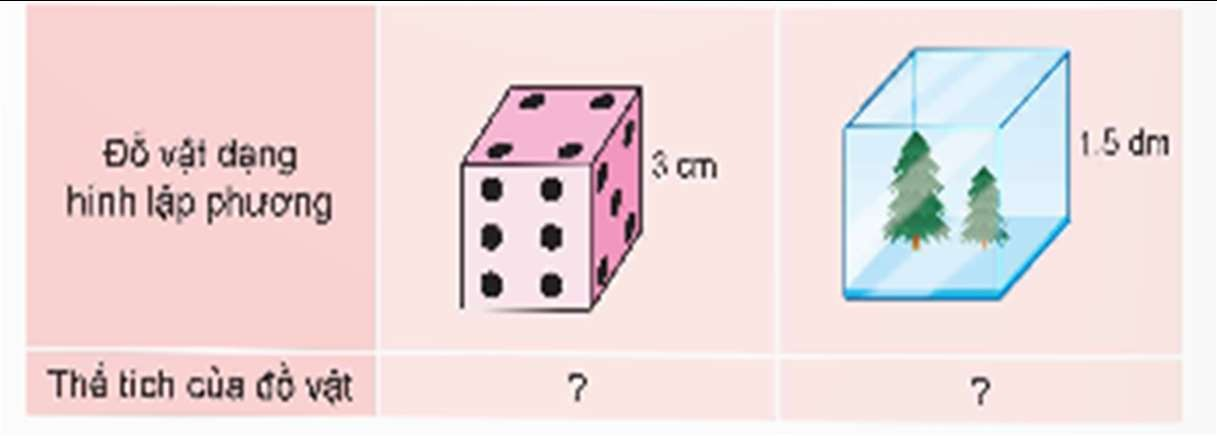 Đồ vật dạng
hình lập phương
3 cm
1,5 dm
Thể tích của đồ vật
?
?